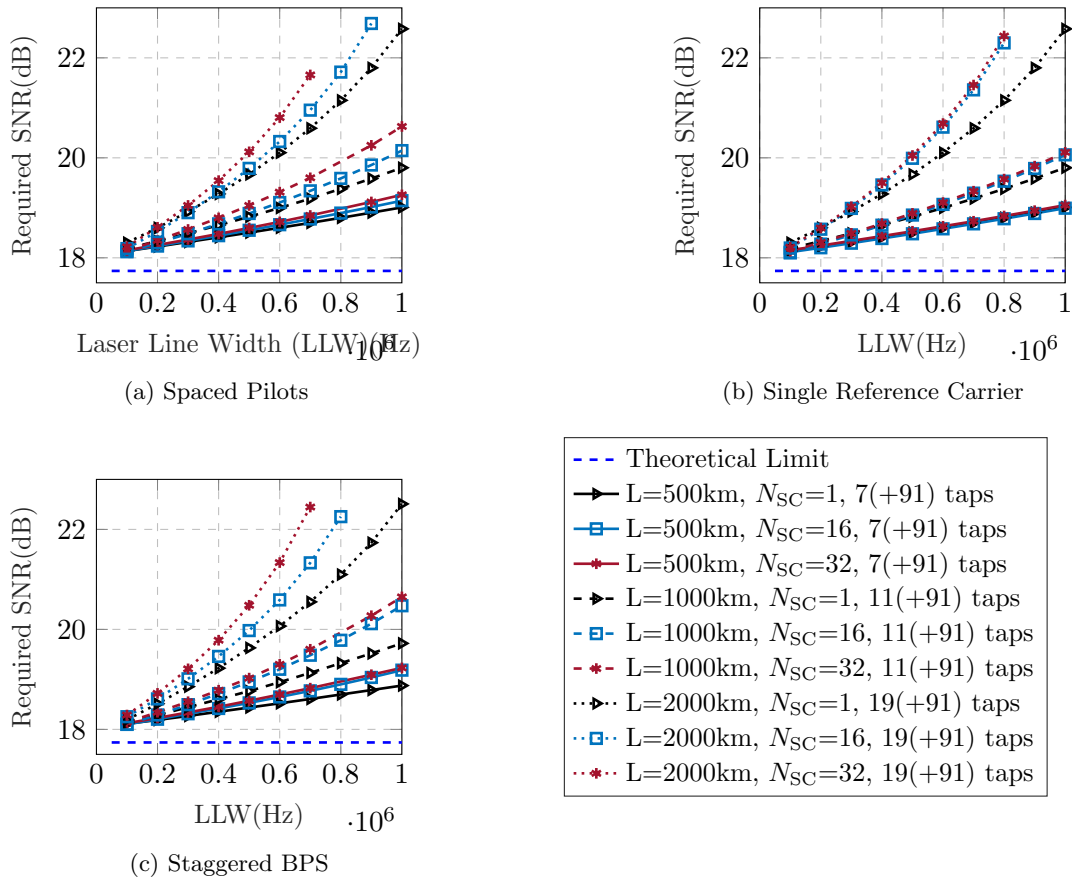 22
20
18
Required SNR(dB)
0 0.2 0.4 0.6 0.8 1
Laser Line Width (LLW)(Hz)
·10^6
(a) Spaced Pilots
22
20
18
Required SNR(dB)
0 0.2 0.4 0.6 0.8 1
LLW(Hz)
·10^6
(b) Single Reference Carrier
22
20
18
Required SNR(dB)
0 0.2 0.4 0.6 0.8 1
LLW(Hz)
·10^6
(c) Staggered BPS
Theoretical Limit
L=500km, N_SC=1, 7(+91) taps
L=500km, N_SC=16, 7(+91) taps
L=500km, N_SC=32, 7(+91) taps
L=1000km, N_SC=1, 11(+91) taps
L=1000km, N_SC=16, 11(+91) taps
L=1000km, N_SC=32, 11(+91) taps
L=2000km, N_SC=1, 19(+91) taps
L=2000km, N_SC=16, 19(+91) taps
L=2000km, N_SC=32, 19(+91) taps